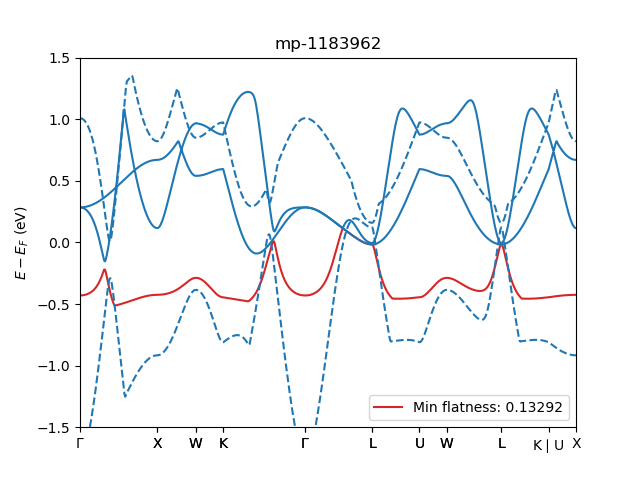 mp-1183962
E − E_F (eV)
1.5
1.0
0.5
0.0
−0.5
−1.0
−1.5
Min flatness: 0.13292
Γ X W K Γ L U W L K | U X